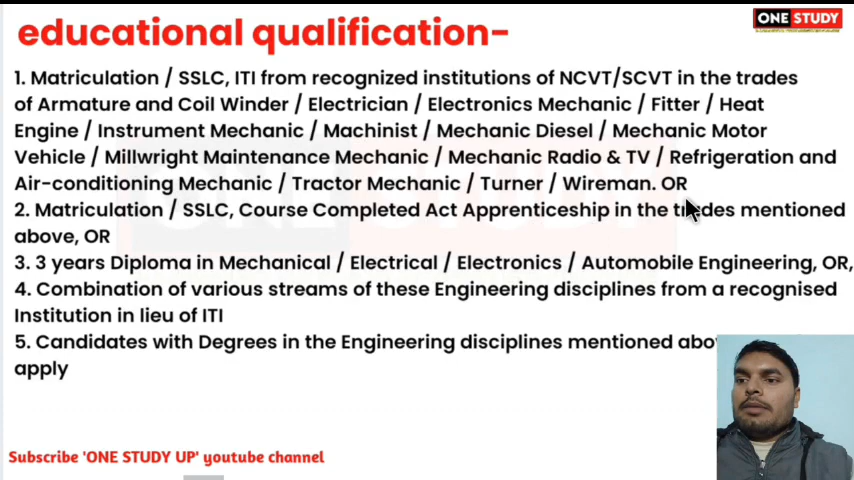 ONE STUDY
educational qualification-
1. Matriculation / SSLC, ITI from recognized institutions of NCVT/SCVT in the trades
of Armature and Coil Winder / Electrician / Electronics Mechanic / Fitter / Heat
Engine / Instrument Mechanic / Machinist / Mechanic Diesel / Mechanic Motor
Vehicle / Millwright Maintenance Mechanic / Mechanic Radio & TV / Refrigeration and
Air-conditioning Mechanic / Tractor Mechanic / Turner / Wireman. OR
2. Matriculation / SSLC, Course Completed Act Apprenticeship in the trades mentioned
above, OR
3. 3 years Diploma in Mechanical / Electrical / Electronics / Automobile Engineering, OR,
4. Combination of various streams of these Engineering disciplines from a recognised
Institution in lieu of ITI
5. Candidates with Degrees in the Engineering disciplines mentioned
apply
Subscribe 'ONE STUDY UP' youtube channel